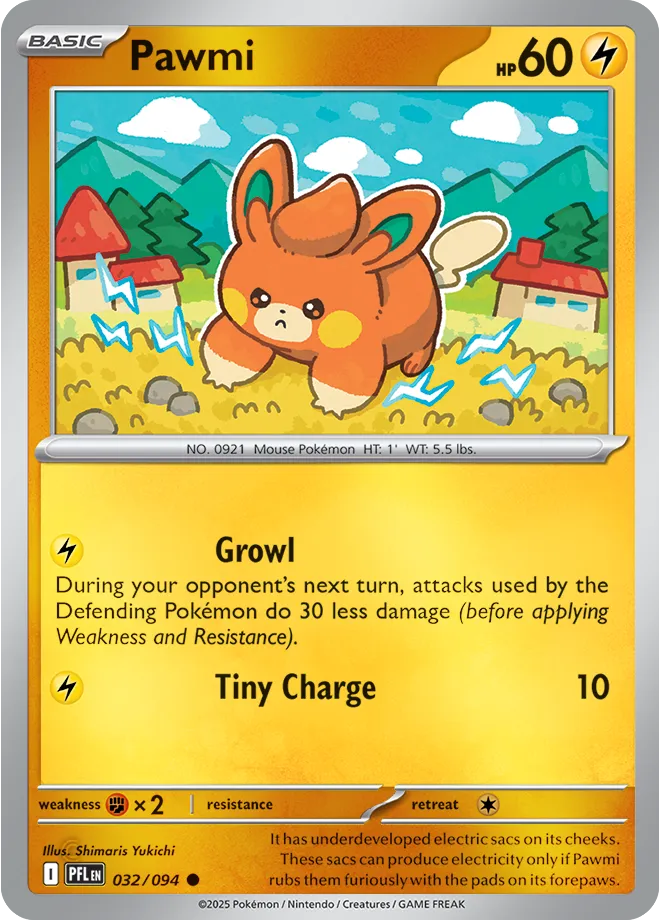 BASIC
Pawmi
HP 60
NO. 0921 Mouse Pokémon HT: 1' WT: 5.5 lbs.
Growl
During your opponent's next turn, attacks used by the
Defending Pokémon do 30 less damage (before applying
Weakness and Resistance).
Tiny Charge 10
weakness ×2 resistance retreat
Illus. Shimaris Yukichi
It has underdeveloped electric sacs on its cheeks.
These sacs can produce electricity only if Pawmi
rubs them furiously with the pads on its forepaws.
I PFL EN 032/094
©2025 Pokémon / Nintendo / Creatures / GAME FREAK